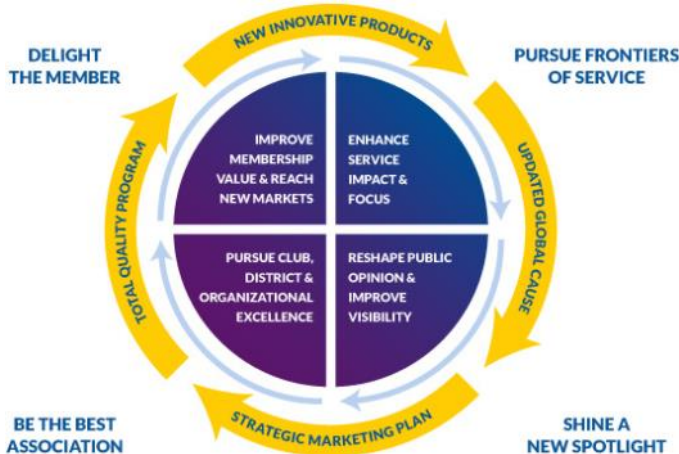 NEW INNOVATIVE PRODUCTS
DELIGHT
THE MEMBER
PURSUE FRONTIERS
OF SERVICE
IMPROVE
MEMBERSHIP
VALUE & REACH
NEW MARKETS
ENHANCE
SERVICE
IMPACT &
FOCUS
TOTAL QUALITY PROGRAM
UPDATED GLOBAL CAUSE
PURSUE CLUB,
DISTRICT &
ORGANIZATIONAL
EXCELLENCE
RESHAPE PUBLIC
OPINION &
IMPROVE
VISIBILITY
STRATEGIC MARKETING PLAN
BE THE BEST
ASSOCIATION
SHINE A
NEW SPOTLIGHT